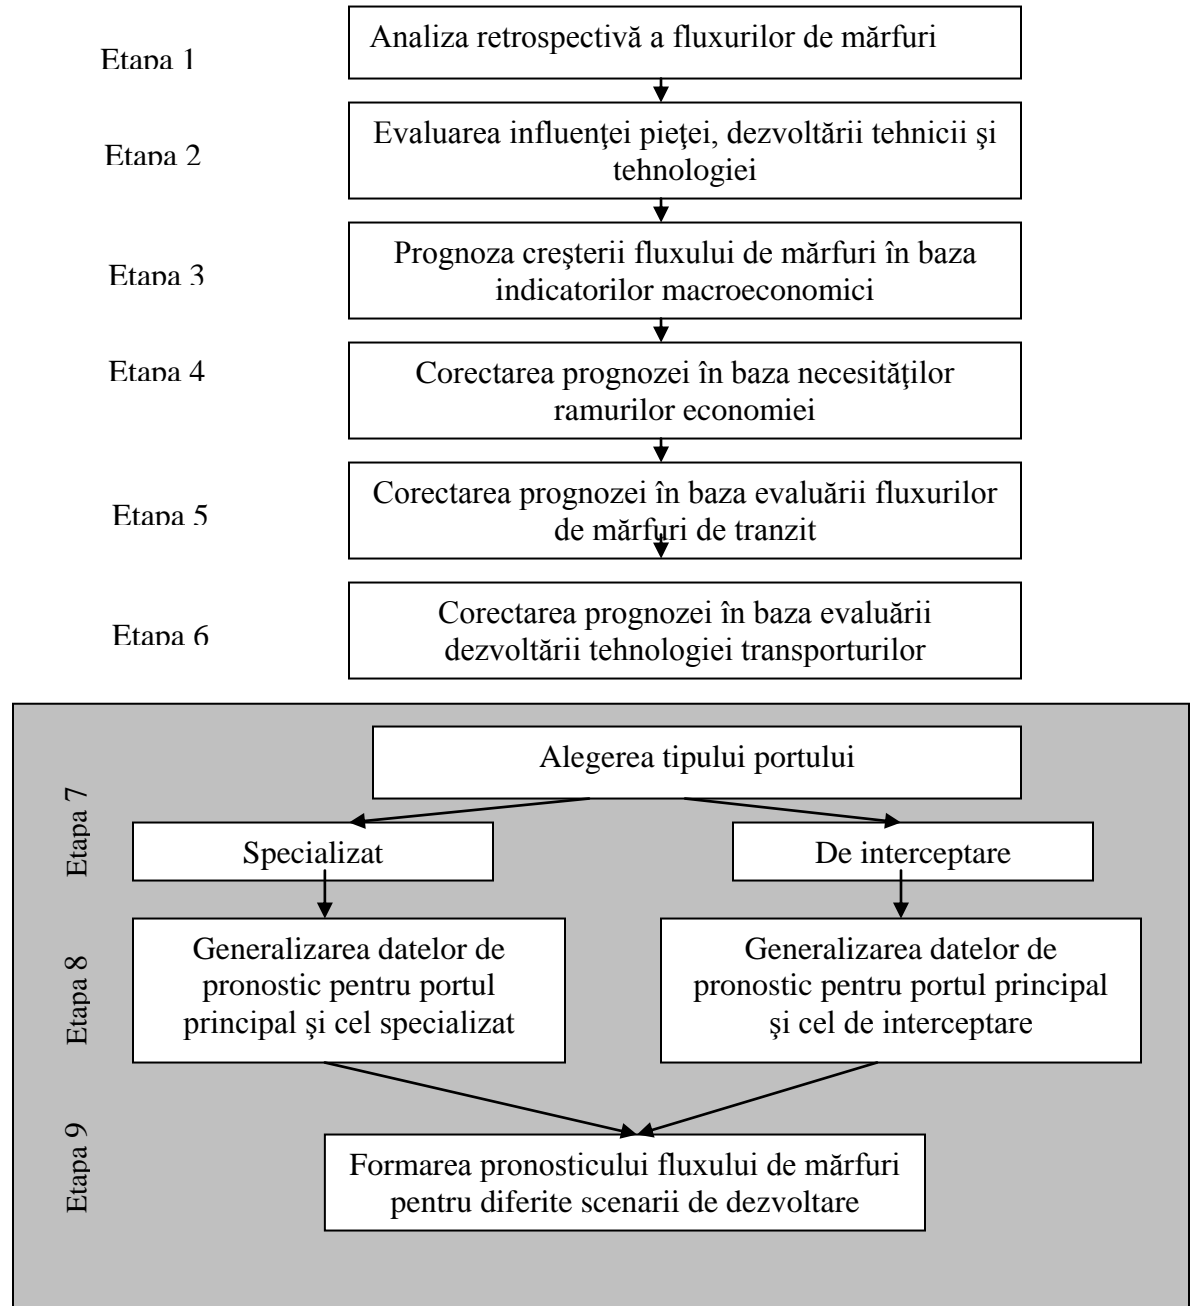 Etapa 1
Analiza retrospectivă a fluxurilor de mărfuri
Etapa 2
Evaluarea influenţei pieţei, dezvoltării tehnicii şi
tehnologiei
Etapa 3
Prognoza creşterii fluxului de mărfuri în baza
indicatorilor macroeconomici
Etapa 4
Corectarea prognozei în baza necesităţilor
ramurilor economiei
Etapa 5
Corectarea prognozei în baza evaluării fluxurilor
de mărfuri de tranzit
Etapa 6
Corectarea prognozei în baza evaluării
dezvoltării tehnologiei transporturilor
Etapa 7
Alegerea tipului portului
Specializat
De interceptare
Etapa 8
Generalizarea datelor de
pronostic pentru portul
principal şi cel specializat
Generalizarea datelor de
pronostic pentru portul principal
şi cel de interceptare
Etapa 9
Formarea pronosticului fluxului de mărfuri
pentru diferite scenarii de dezvoltare